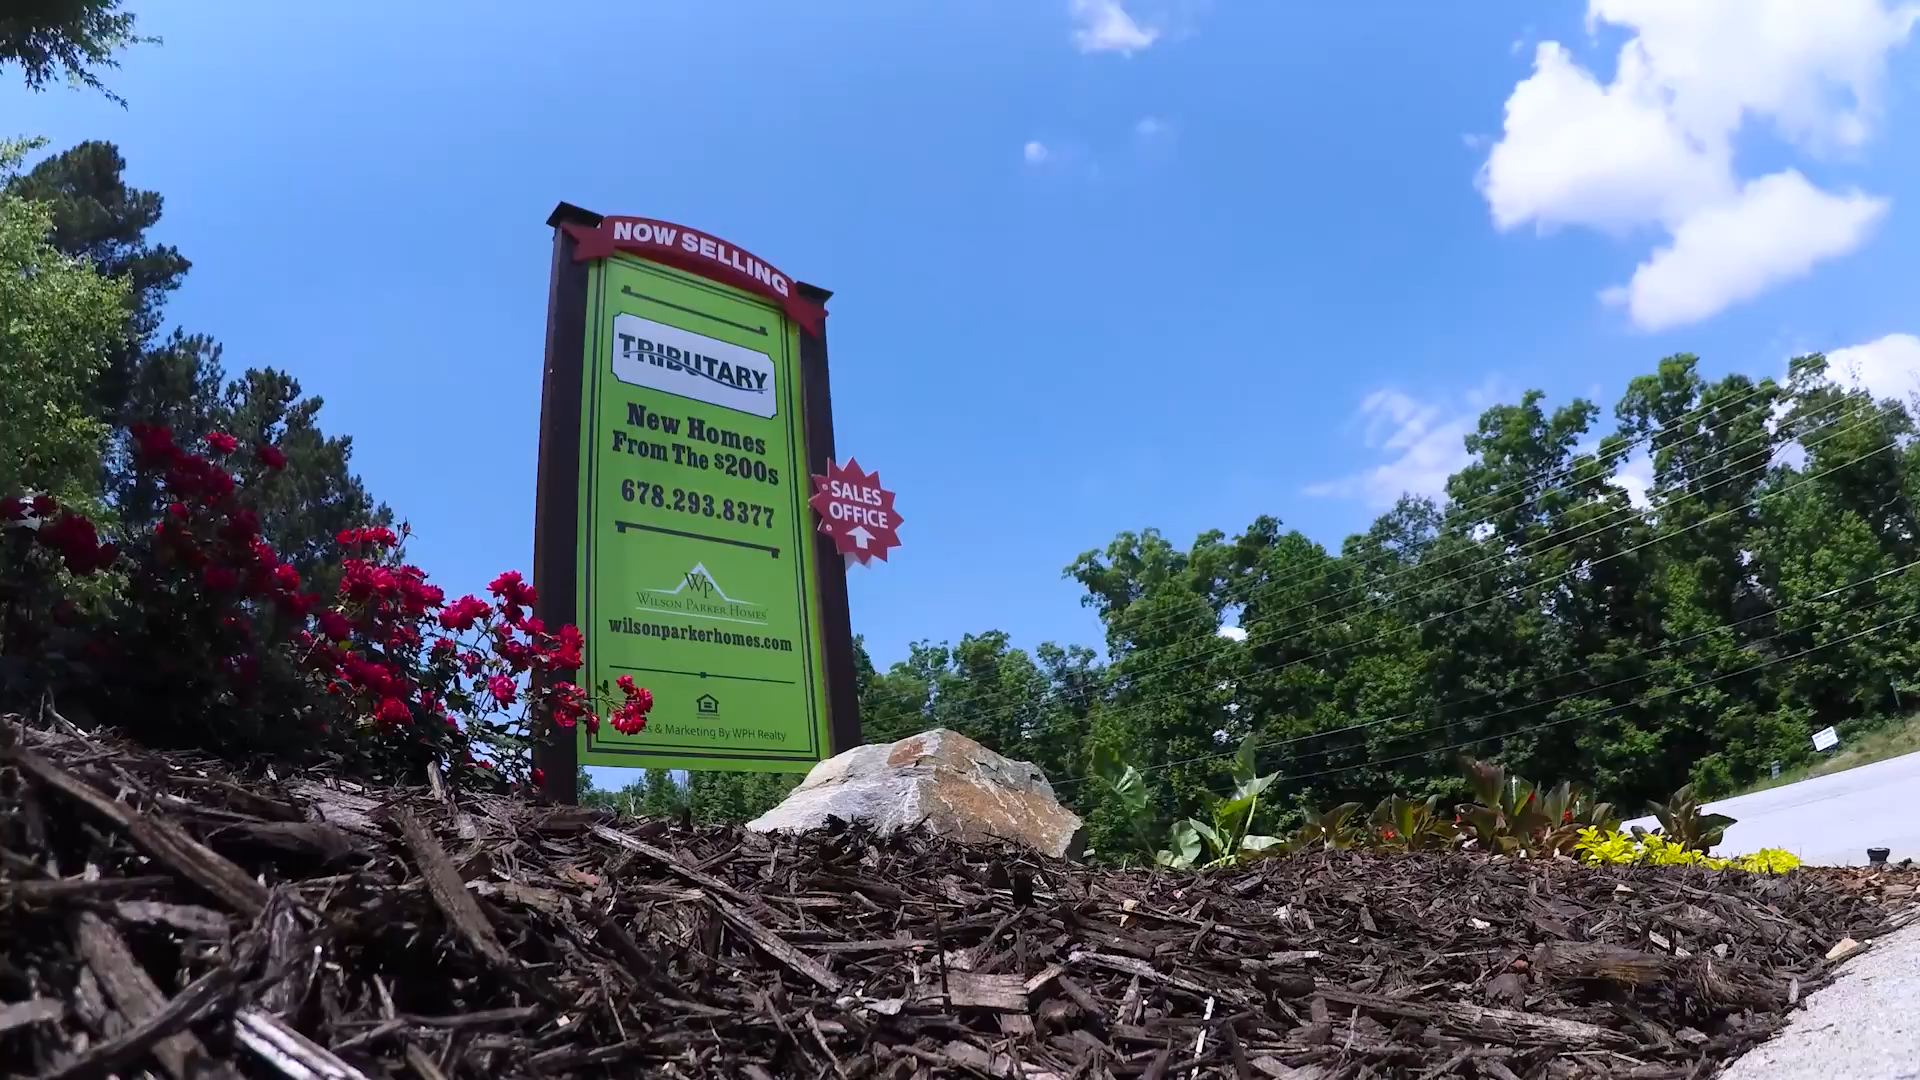 NOW SELLING
TRIBUTARY
New Homes
From The $200s
678.293.8377
SALES
OFFICE
WP
WILSON PARKER HOMES
wilsonparkerhomes.com
& Marketing By WPH Realty